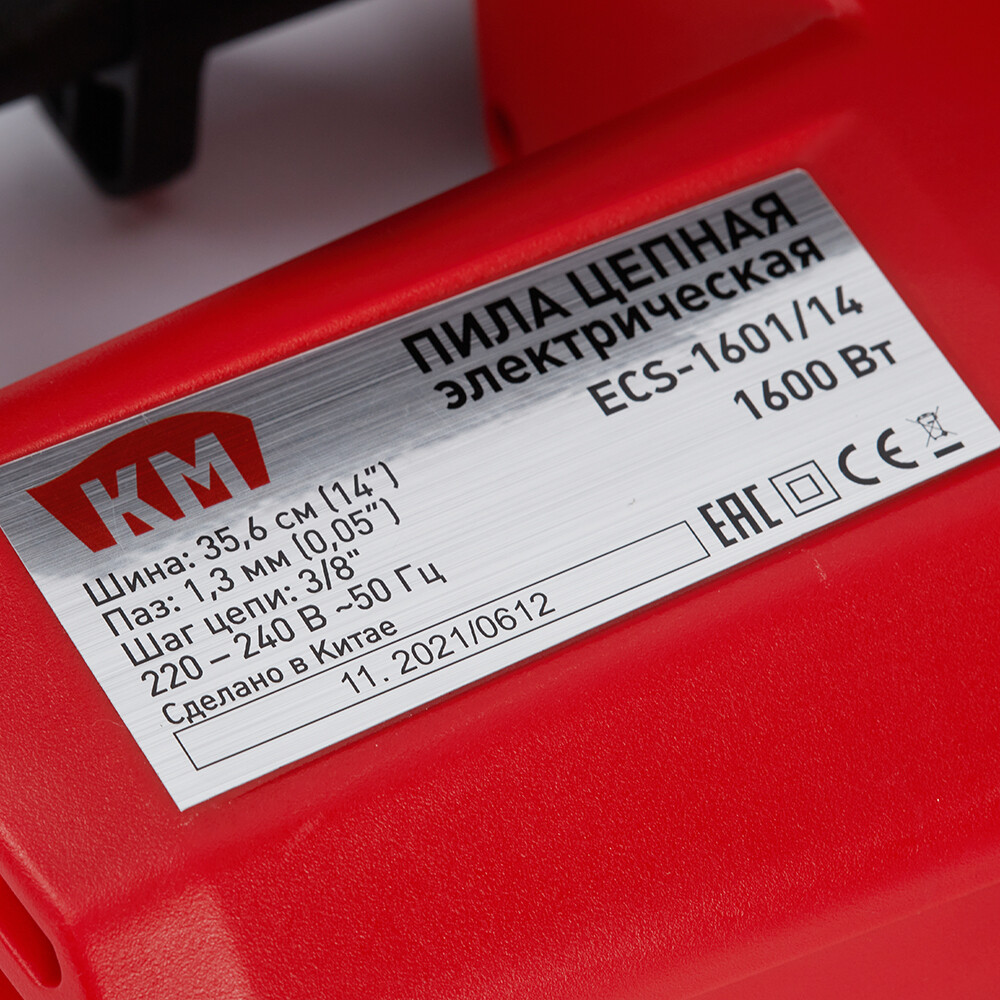 ПИЛА ЦЕПНАЯ
электрическая
ECS-1601/14
1600 Вт
КМ
Шина: 35,6 см (14")
Паз: 1,3 мм (0,05")
Шаг цепи: 3/8"
220 – 240 В ~50 Гц
Сделано в Китае
11. 2021/0612
EAC CE